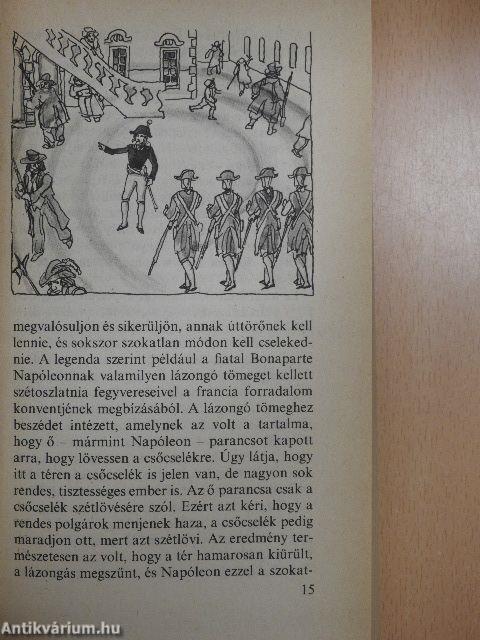 megvalósuljon és sikerüljön, annak úttörőnek kell
lennie, és sokszor szokatlan módon kell cseleked-
nie. A legenda szerint például a fiatal Bonaparte
Napóleonnak valamilyen lázongó tömeget kellett
szétoszlatnia fegyvereseivel a francia forradalom
konventjének megbízásából. A lázongó tömeghez
beszédet intézett, amelynek az volt a tartalma,
hogy ő – mármint Napóleon – parancsot kapott
arra, hogy lövessen a csőcselékre. Úgy látja, hogy
itt a téren a csőcselék is jelen van, de nagyon sok
rendes, tisztességes ember is. Az ő parancsa csak a
csőcselék szétlövésére szól. Ezért azt kéri, hogy a
rendes polgárok menjenek haza, a csőcselék pedig
maradjon ott, mert azt szétlövi. Az eredmény ter-
mészetesen az volt, hogy a tér hamarosan kiürült,
a lázongás megszűnt, és Napóleon ezzel a szokat-
15
Antikvárium.hu